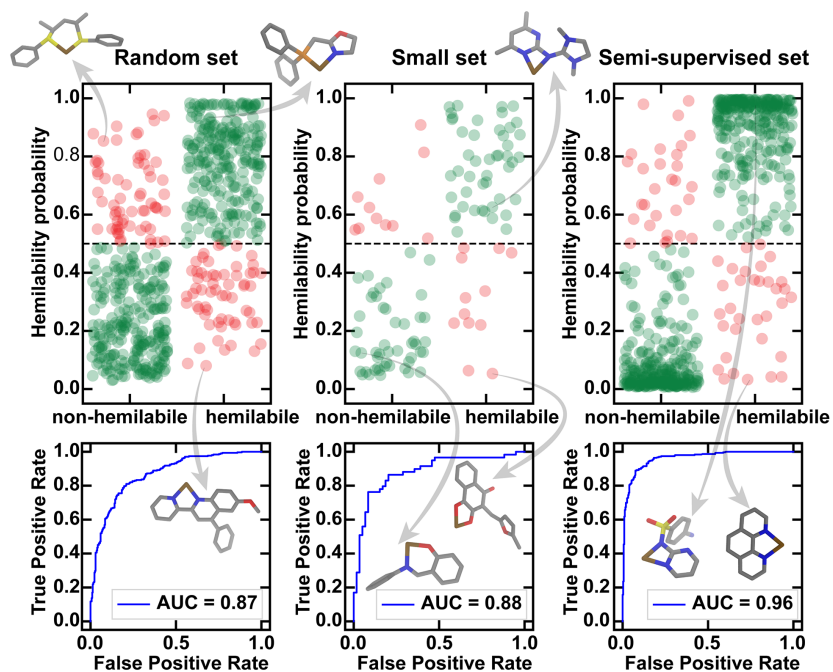 Random set
Small set
Semi-supervised set
Hemilability probability
1.0
0.8
0.6
0.4
0.2
0.0
non-hemilabile
hemilabile
Hemilability probability
1.0
0.8
0.6
0.4
0.2
0.0
non-hemilabile
hemilabile
Hemilability probability
1.0
0.8
0.6
0.4
0.2
0.0
non-hemilabile
hemilabile
True Positive Rate
1.0
0.8
0.6
0.4
0.2
0.0
AUC = 0.87
0.0
0.5
1.0
False Positive Rate
True Positive Rate
1.0
0.8
0.6
0.4
0.2
0.0
AUC = 0.88
0.0
0.5
1.0
False Positive Rate
True Positive Rate
1.0
0.8
0.6
0.4
0.2
0.0
AUC = 0.96
0.0
0.5
1.0
False Positive Rate